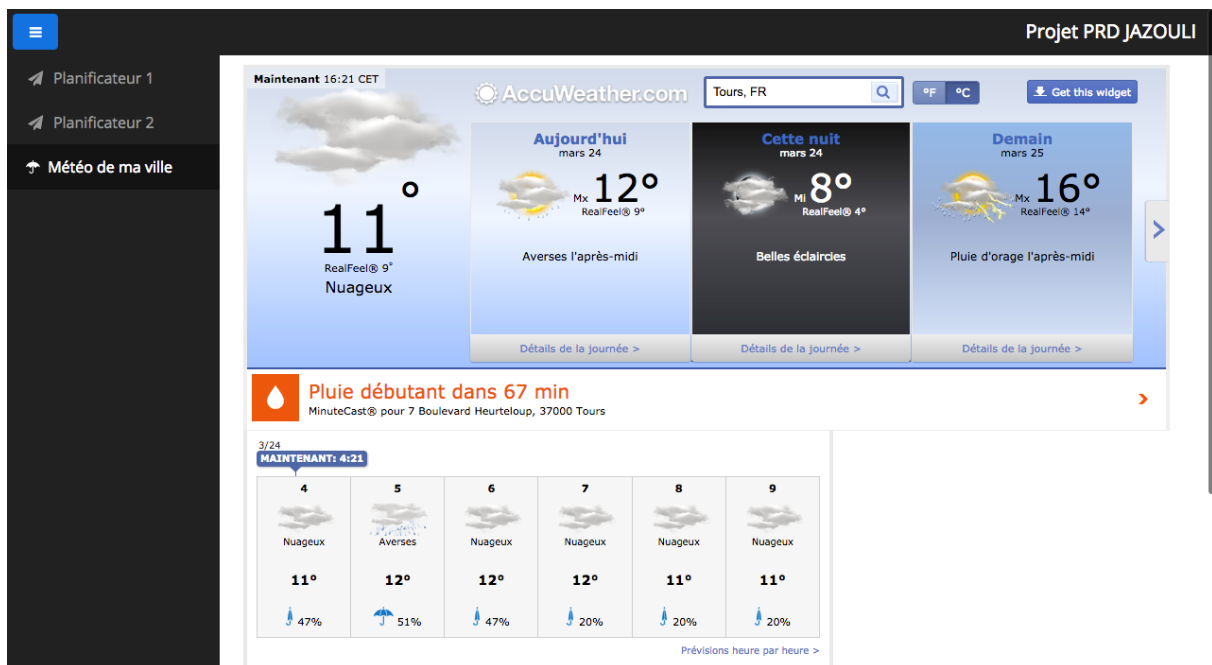 Projet PRD JAZOULI
Planificateur 1
Planificateur 2
Météo de ma ville
Maintenant 16:21 CET
AccuWeather.com
Tours, FR
°F °C
Get this widget
11°
RealFeel® 9°
Nuageux
Aujourd'hui
mars 24
Mx 12°
RealFeel® 9°
Averses l'après-midi
Détails de la journée >
Cette nuit
mars 24
Mi 8°
RealFeel® 4°
Belles éclaircies
Détails de la journée >
Demain
mars 25
Mx 16°
RealFeel® 14°
Pluie d'orage l'après-midi
Détails de la journée >
Pluie débutant dans 67 min
MinuteCast® pour 7 Boulevard Heurteloup, 37000 Tours
3/24
MAINTENANT: 4:21
4 5 6 7 8 9
Nuageux Averses Nuageux Nuageux Nuageux Nuageux
11° 12° 12° 12° 11° 11°
47% 51% 47% 20% 20% 20%
Prévisions heure par heure >